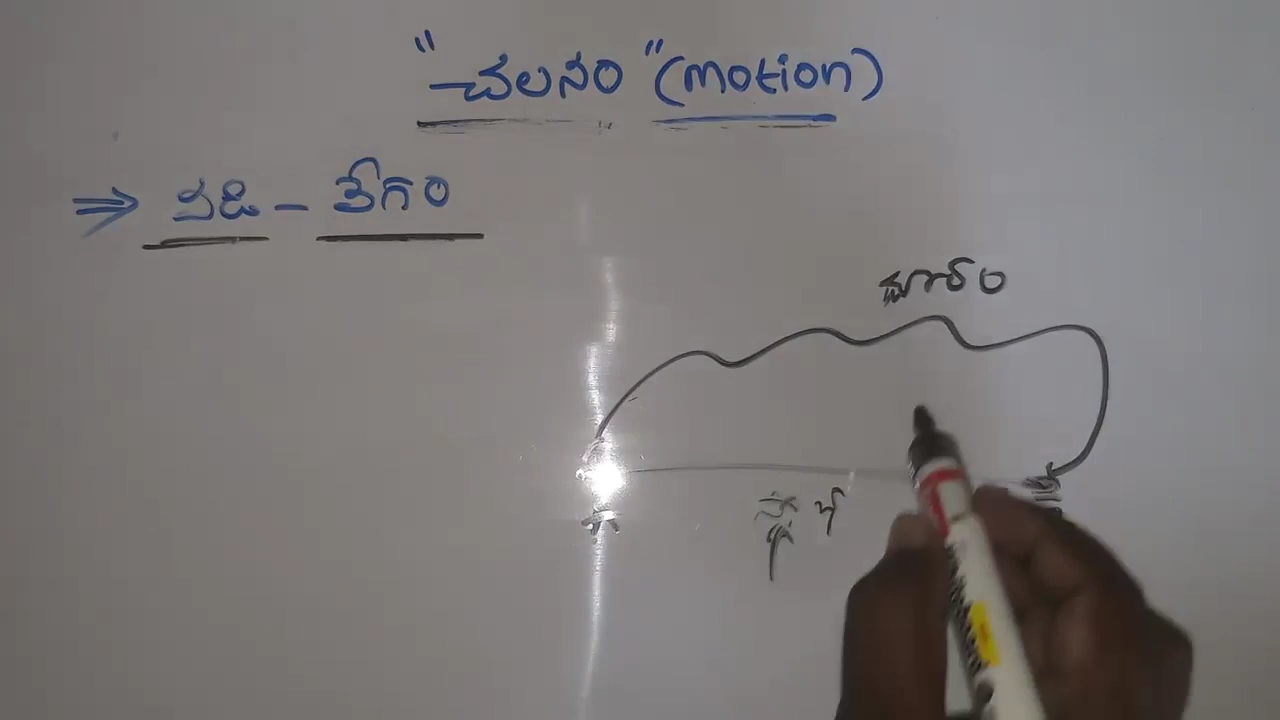 "చలనం" (motion)
⇒ వడి - వేగం
దూరం